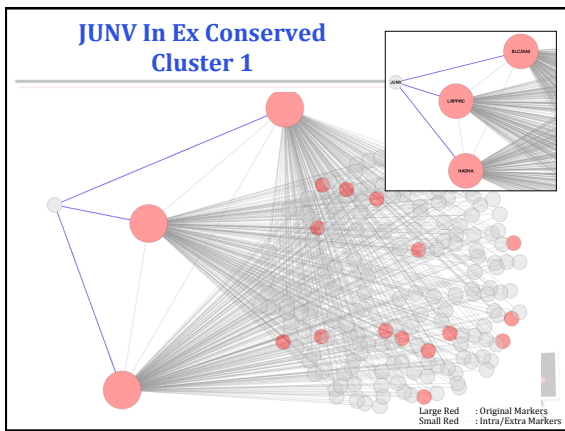 JUNV In Ex Conserved
Cluster 1
SLC25A5
JUNV
LRPPRC
HADHA
Large Red : Original Markers
Small Red : Intra/Extra Markers